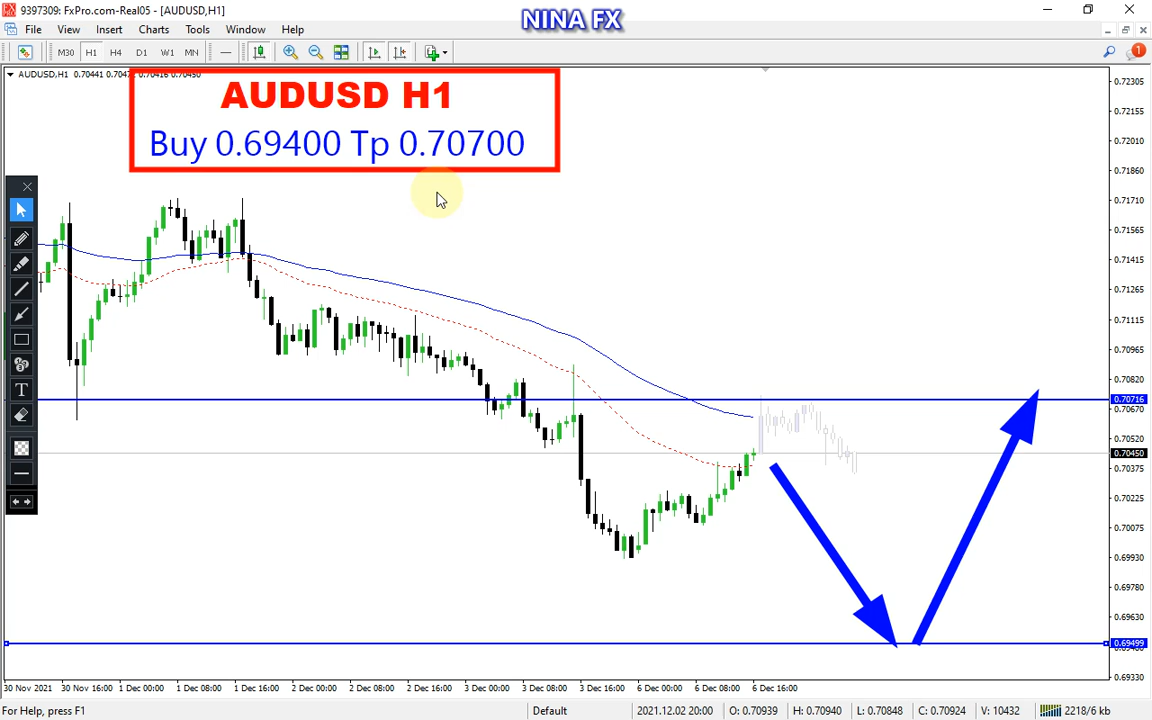 9397309: FxPro.com-Real05 - [AUDUSD,H1]
NINA FX
File View Insert Charts Tools Window Help
M30 H1 H4 D1 W1 MN
1
AUDUSD,H1 0.70441
0.70450
AUDUSD H1
Buy 0.69400 Tp 0.70700
T
0.72305
0.72155
0.72010
0.71860
0.71710
0.71565
0.71415
0.71265
0.71115
0.70965
0.70820
0.70716
0.70670
0.70520
0.70450
0.70375
0.70225
0.70075
0.69930
0.69780
0.69630
0.69499
0.69330
30 Nov 2021 30 Nov 16:00 1 Dec 00:00 1 Dec 08:00 1 Dec 16:00 2 Dec 00:00 2 Dec 08:00 2 Dec 16:00 3 Dec 00:00 3 Dec 08:00 3 Dec 16:00 6 Dec 00:00 6 Dec 08:00 6 Dec 16:00
For Help, press F1 Default 2021.12.02 20:00 O: 0.70939 H: 0.70940 L: 0.70848 C: 0.70924 V: 10432 2218/6 kb